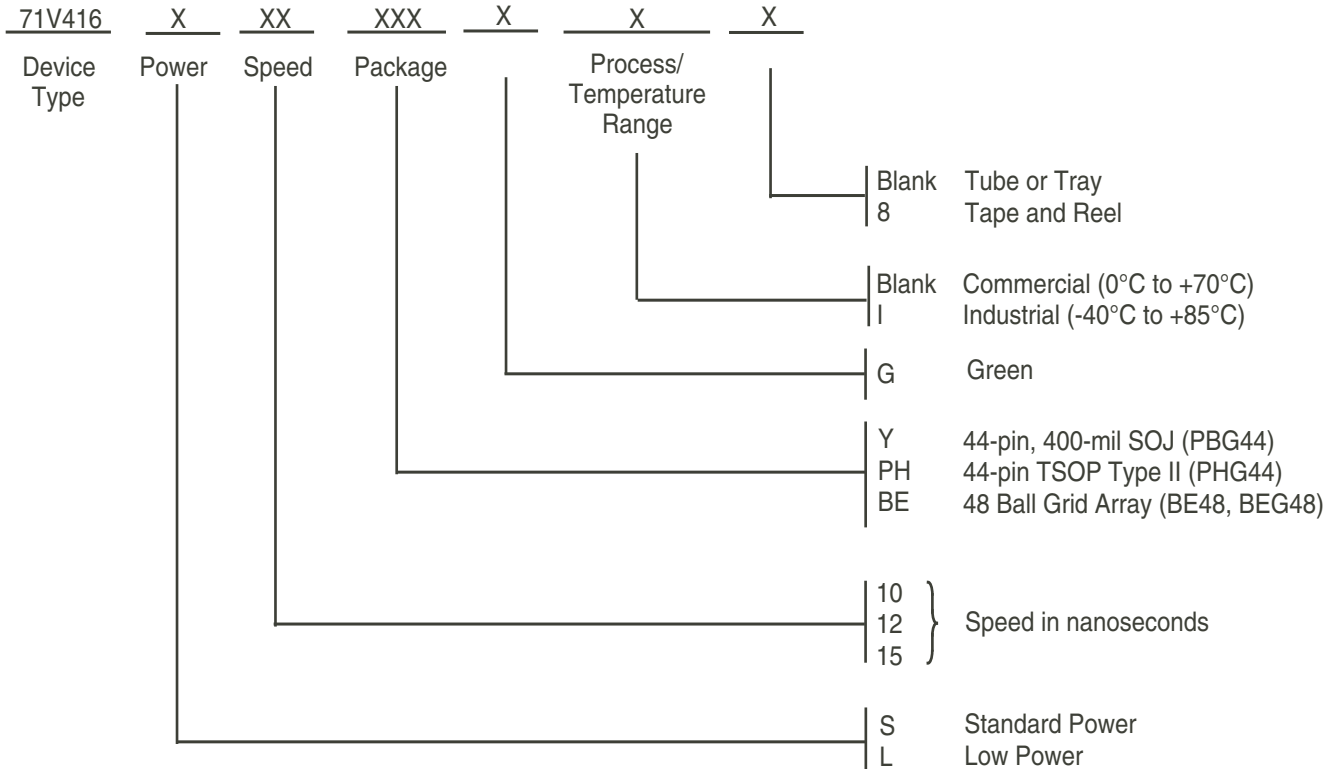 71V416 X XX XXX X X X
Device Type Power Speed Package Process/ Temperature Range
Blank Tube or Tray
8 Tape and Reel
Blank Commercial (0°C to +70°C)
I Industrial (-40°C to +85°C)
G Green
Y 44-pin, 400-mil SOJ (PBG44)
PH 44-pin TSOP Type II (PHG44)
BE 48 Ball Grid Array (BE48, BEG48)
10
12 Speed in nanoseconds
15
S Standard Power
L Low Power